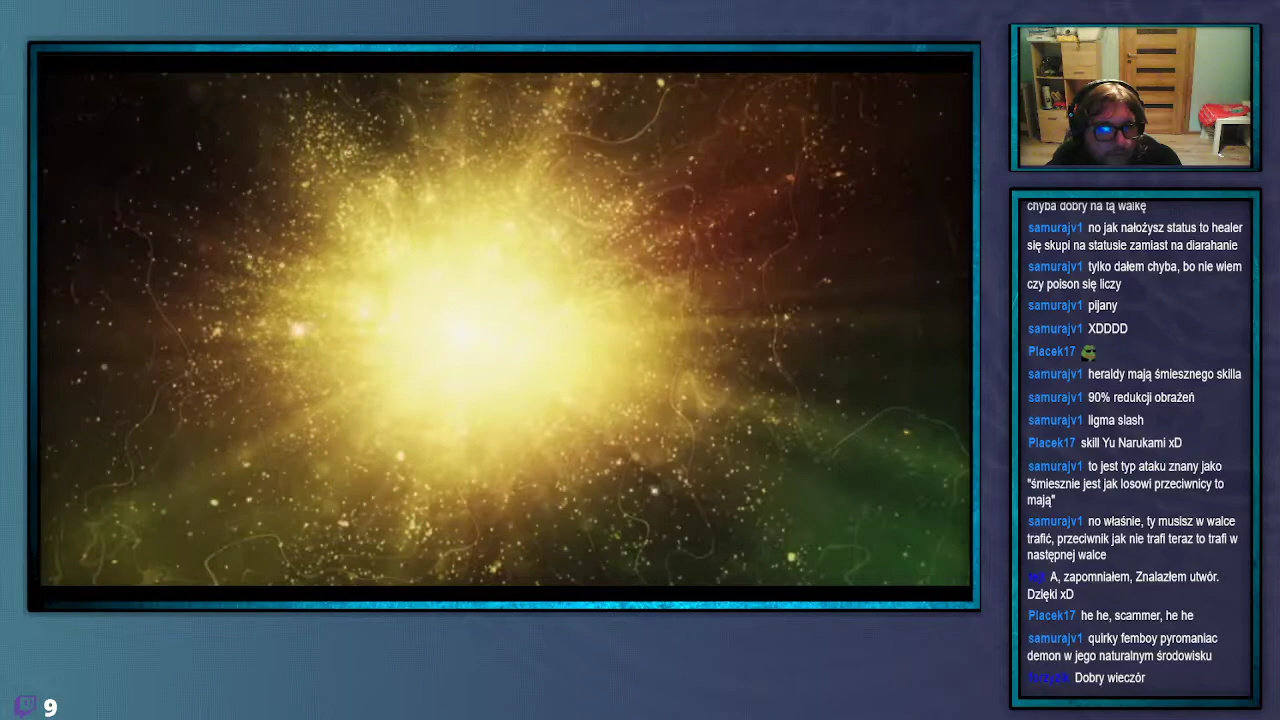 chyba dobry na tą walkę
samurajv1 no jak nałożysz status to healer
się skupi na statusie zamiast na diarahanie
samurajv1 tylko dałem chyba, bo nie wiem
czy poison się liczy
samurajv1 pijany
samurajv1 XDDDD
Placek17
samurajv1 heraldy mają śmiesznego skilla
samurajv1 90% redukcji obrażeń
samurajv1 ligma slash
Placek17 skill Yu Narukami xD
samurajv1 to jest typ ataku znany jako
"śmiesznie jest jak losowi przeciwnicy to
mają"
samurajv1 no właśnie, ty musisz w walce
trafić, przeciwnik jak nie trafi teraz to trafi w
następnej walce
A, zapomniałem, Znalazłem utwór.
Dzięki xD
Placek17 he he, scammer, he he
samurajv1 quirky femboy pyromaniac
demon w jego naturalnym środowisku
Dobry wieczór
9